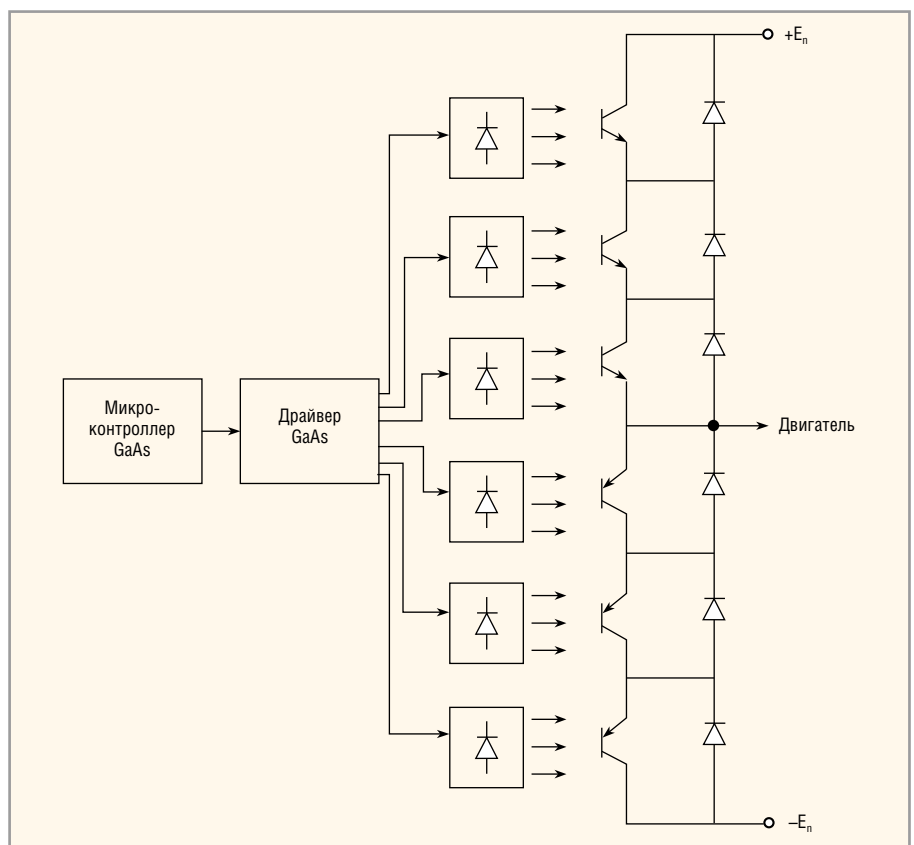 +Eп
Микро-
контроллер
GaAs
Драйвер
GaAs
Двигатель
–Eп